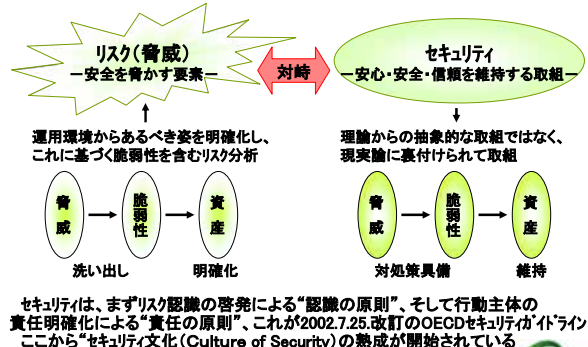 リスク(脅威)
－安全を脅かす要素－
対峙
セキュリティ
－安心・安全・信頼を維持する取組－
運用環境からあるべき姿を明確化し、
これに基づく脆弱性を含むリスク分析
理論からの抽象的な取組ではなく、
現実論に裏付けられて取組
脅威
脆弱性
資産
洗い出し
明確化
脅威
脆弱性
資産
対処策具備
維持
セキュリティは、まずリスク認識の啓発による“認識の原則”、そして行動主体の
責任明確化による“責任の原則”、これが2002.7.25.改訂のOECDセキュリティガイドライン
ここから“セキュリティ文化(Culture of Security)の熟成が開始されている